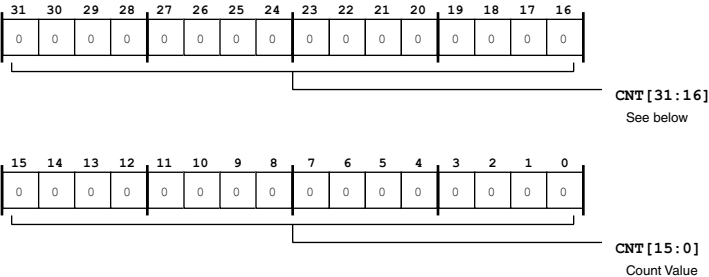 31 30 29 28 27 26 25 24 23 22 21 20 19 18 17 16
0 0 0 0 0 0 0 0 0 0 0 0 0 0 0 0
CNT[31:16]
See below
15 14 13 12 11 10 9 8 7 6 5 4 3 2 1 0
0 0 0 0 0 0 0 0 0 0 0 0 0 0 0 0
CNT[15:0]
Count Value